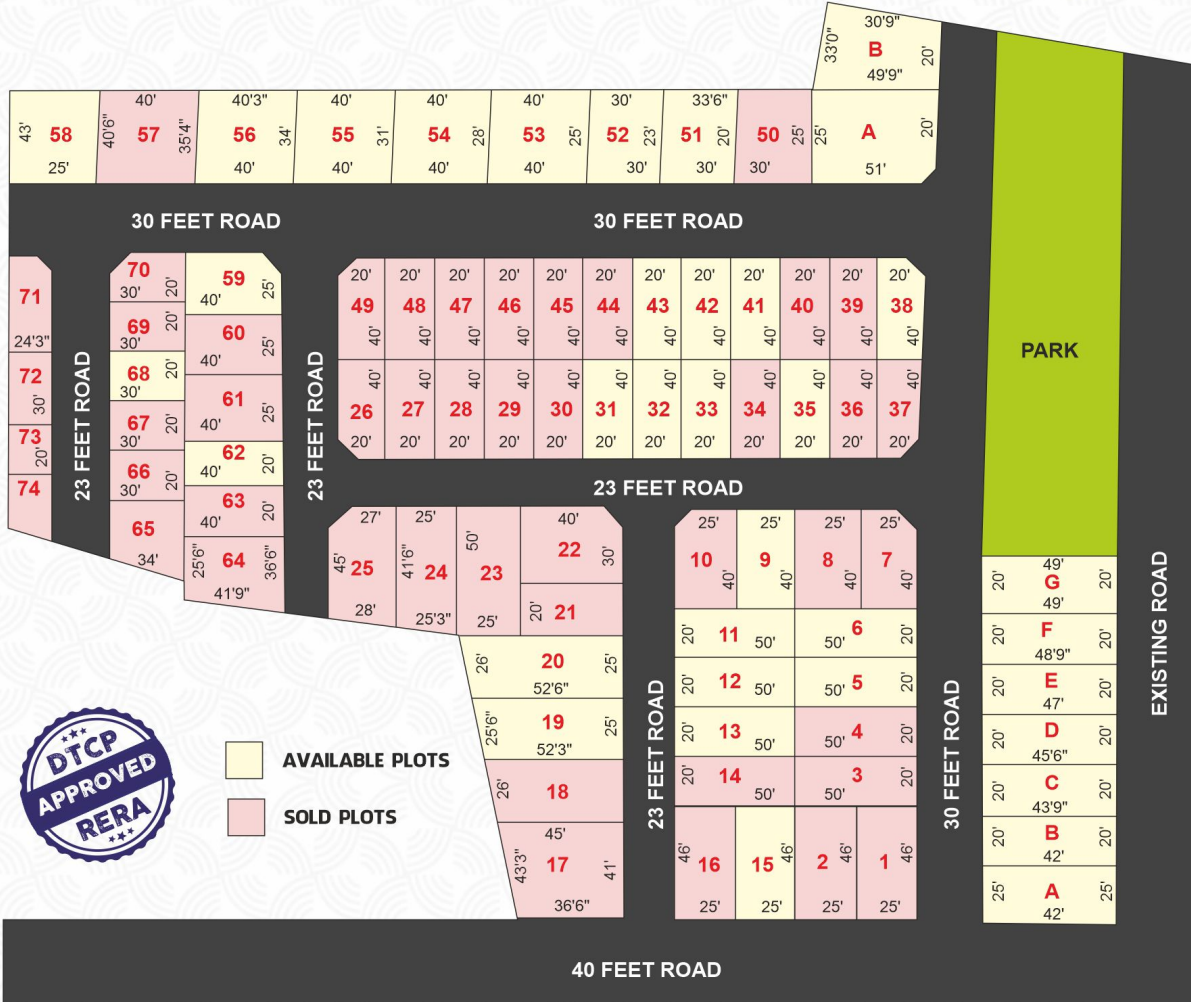 30'9"
33'0"
B
20'
49'9"
43'
58
25'
40'
40'6"
57
35'4"
40'3"
56
34'
40'
40'
55
31'
40'
40'
54
28'
40'
40'
53
25'
40'
30'
52
23'
30'
33'6"
51
20'
30'
50
25'
30'
25'
A
20'
51'
30 FEET ROAD
30 FEET ROAD
71
24'3"
72
30'
73
20'
74
23 FEET ROAD
70
30'
20'
69
30'
20'
68
30'
20'
67
30'
20'
66
30'
20'
65
34'
59
40'
25'
60
40'
25'
61
40'
25'
62
40'
20'
63
40'
20'
25'6"
64
36'6"
41'9"
23 FEET ROAD
20' 20' 20' 20' 20' 20' 20' 20' 20' 20' 20' 20'
49 48 47 46 45 44 43 42 41 40 39 38
40' 40' 40' 40' 40' 40' 40' 40' 40' 40' 40' 40'
40' 40' 40' 40' 40' 40' 40' 40' 40' 40' 40' 40'
26 27 28 29 30 31 32 33 34 35 36 37
20' 20' 20' 20' 20' 20' 20' 20' 20' 20' 20' 20'
23 FEET ROAD
PARK
27'
45'
25
28'
25'
41'6"
24
25'3"
50'
23
25'
40'
22
30'
20'
21
26'
20
25'
52'6"
25'6"
19
25'
52'3"
26'
18
45'
43'3"
17
41'
36'6"
23 FEET ROAD
25' 25' 25' 25'
10 9 8 7
40' 40' 40' 40'
20' 11 50'
50' 6 20'
20' 12 50'
50' 5 20'
20' 13 50'
50' 4 20'
20' 14 50'
50' 3 20'
46' 46' 46' 46'
16 15 2 1
25' 25' 25' 25'
30 FEET ROAD
49'
20' G 20'
49'
20' F 20'
48'9"
20' E 20'
47'
20' D 20'
45'6"
20' C 20'
43'9"
20' B 20'
42'
25' A 25'
42'
EXISTING ROAD
DTCP
APPROVED
RERA
AVAILABLE PLOTS
SOLD PLOTS
40 FEET ROAD